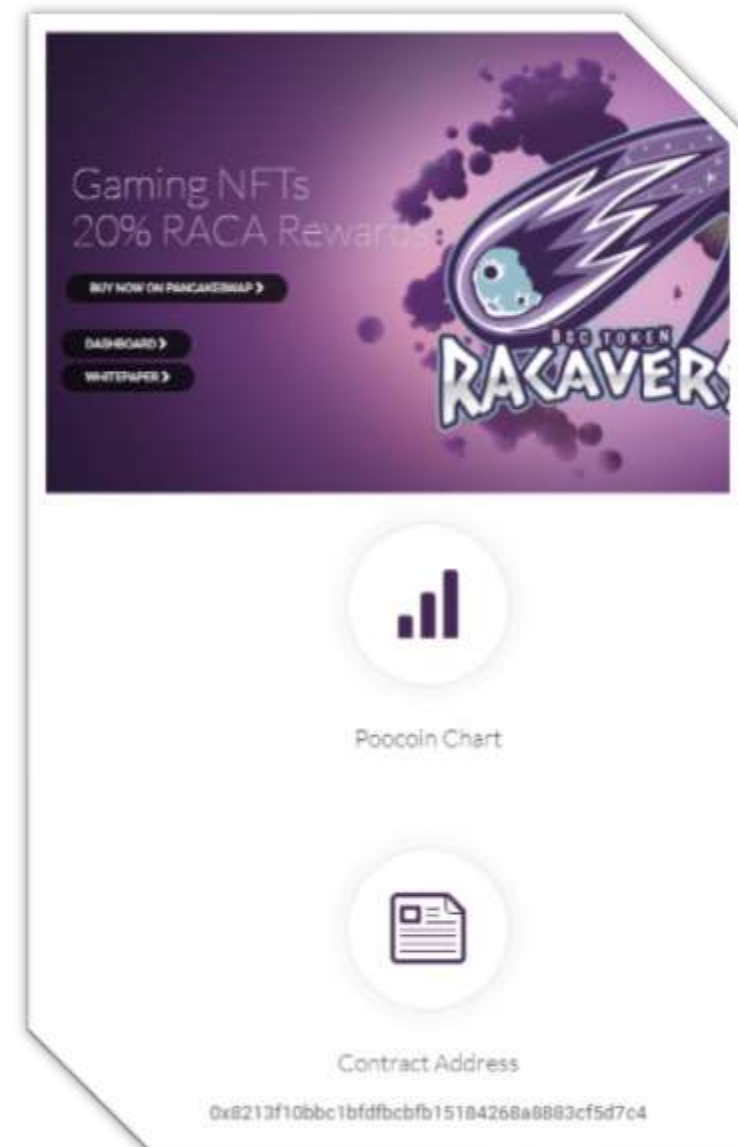 Gaming NFTs
20% RACA Rewards:
BUY NOW ON PANCAKESWAP >
DASHBOARD >
WHITEPAPER >
BSC TOKEN
RACAVERS
Poocoin Chart
Contract Address
0x8213f10bbc1bfdfbcbfb15184268a8883cf5d7c4